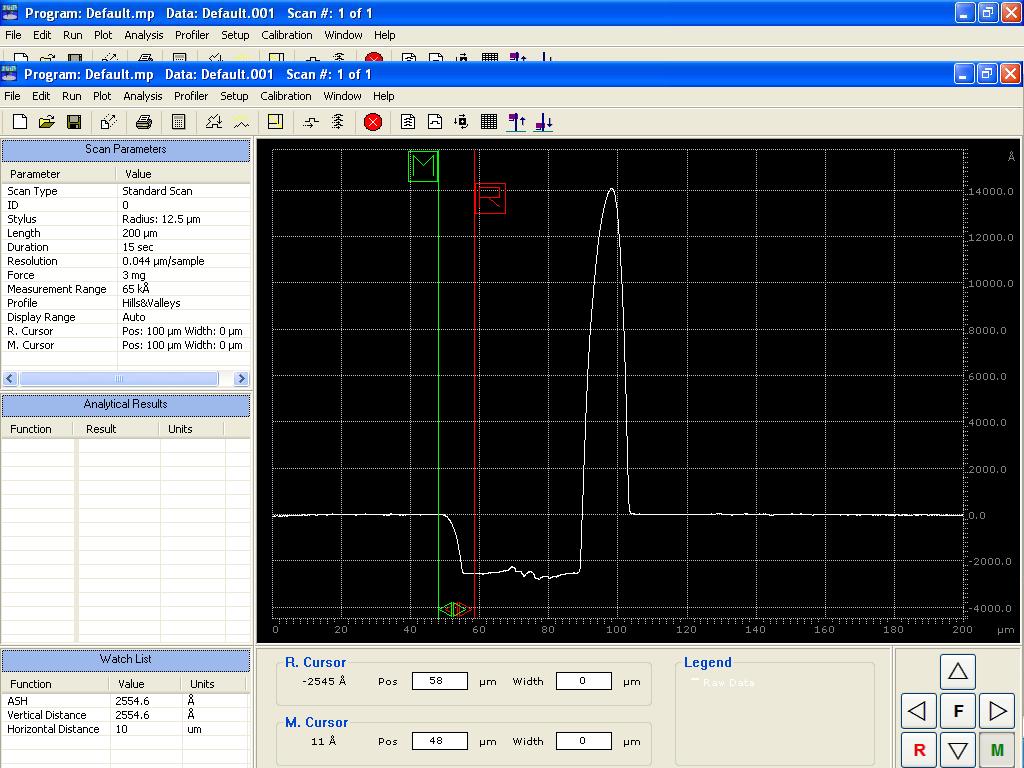 Program: Default.mp Data: Default.001 Scan #: 1 of 1
File Edit Run Plot Analysis Profiler Setup Calibration Window Help
Program: Default.mp Data: Default.001 Scan #: 1 of 1
File Edit Run Plot Analysis Profiler Setup Calibration Window Help
Scan Parameters
Parameter Value
Scan Type Standard Scan
ID 0
Stylus Radius: 12.5 µm
Length 200 µm
Duration 15 sec
Resolution 0.044 µm/sample
Force 3 mg
Measurement Range 65 kÅ
Profile Hills&Valleys
Display Range Auto
R. Cursor Pos: 100 µm Width: 0 µm
M. Cursor Pos: 100 µm Width: 0 µm
Analytical Results
Function Result Units
Watch List
Function Value Units
ASH 2554.6 Å
Vertical Distance 2554.6 Å
Horizontal Distance 10 um
M
R
Å
14000.0
12000.0
10000.0
8000.0
6000.0
4000.0
2000.0
0.0
-2000.0
-4000.0
0 20 40 60 80 100 120 140 160 180 200 µm
R. Cursor
-2545 Å Pos 58 µm Width 0 µm
M. Cursor
11 Å Pos 48 µm Width 0 µm
Legend
Raw Data
F
R M